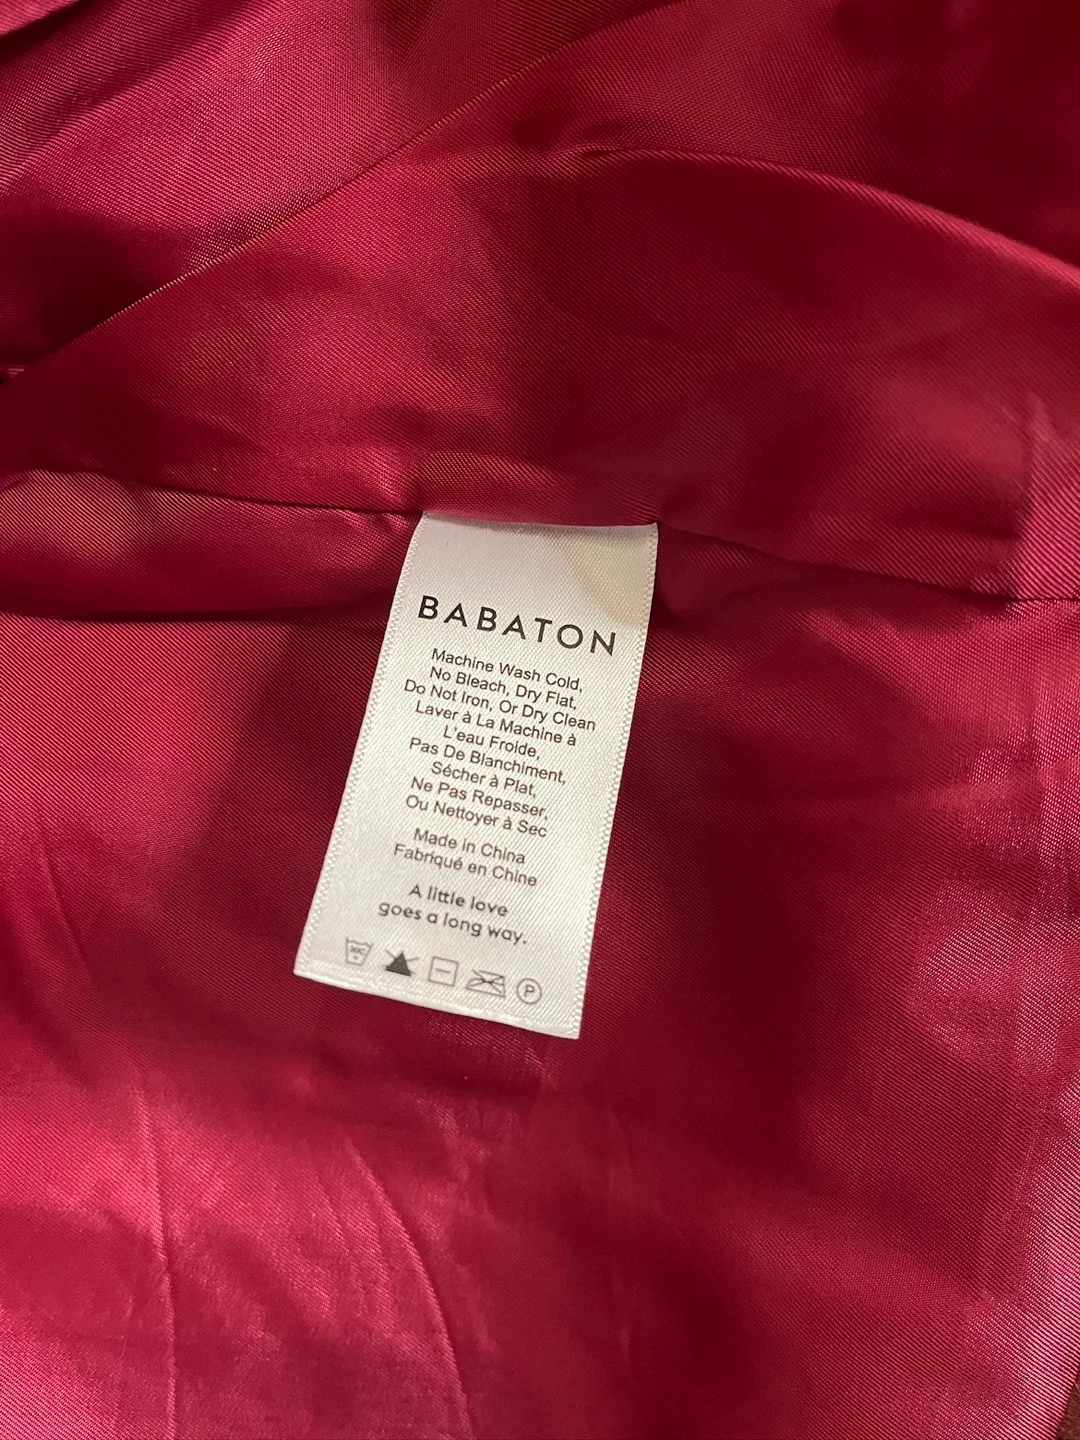 BABATON
Machine Wash Cold,
No Bleach, Dry Flat,
Do Not Iron, Or Dry Clean
Laver à La Machine à
L'eau Froide,
Pas De Blanchiment,
Sécher à Plat,
Ne Pas Repasser,
Ou Nettoyer à Sec
Made in China
Fabriqué en Chine
A little love
goes a long way.
30C P